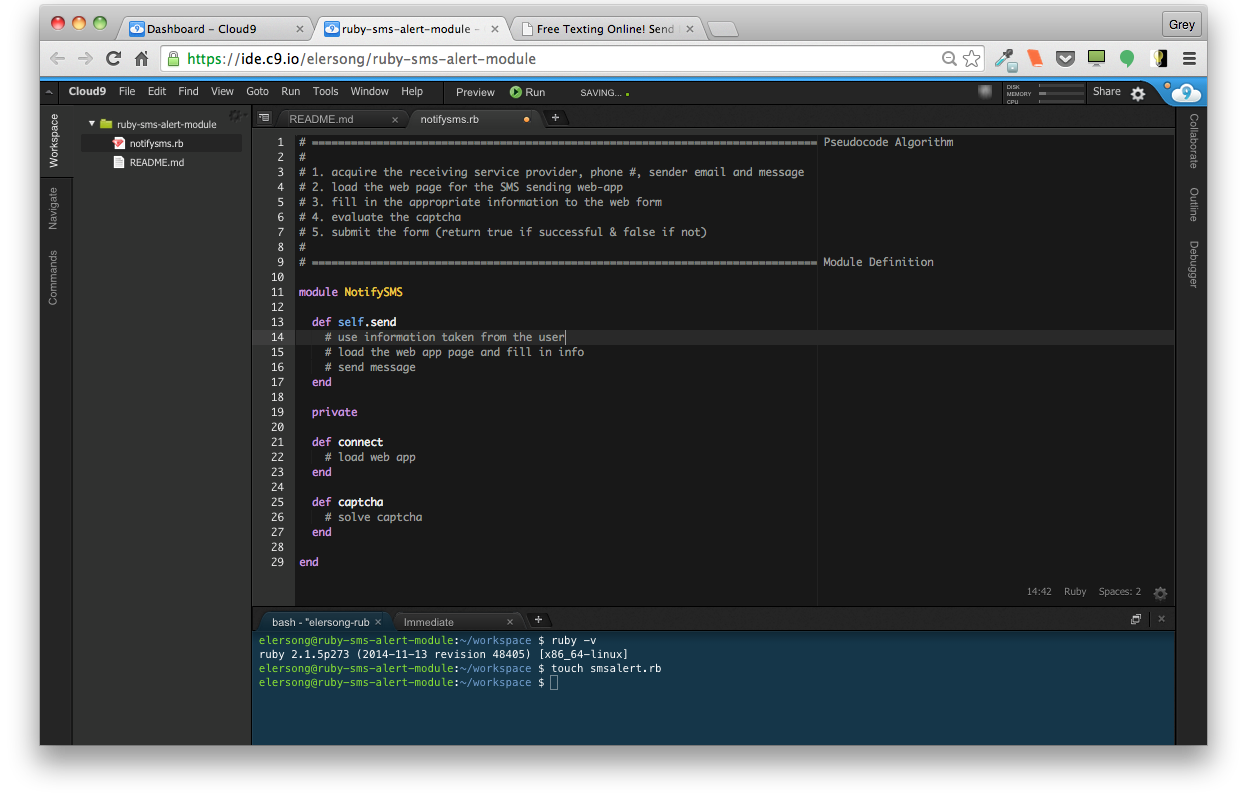 Dashboard – Cloud9
ruby-sms-alert-module –
Free Texting Online! Send
Grey
https://ide.c9.io/elersong/ruby-sms-alert-module
Cloud9 File Edit Find View Goto Run Tools Window Help Preview Run SAVING...
DISK
MEMORY
CPU
Share
Workspace
Navigate
Commands
ruby-sms-alert-module
notifysms.rb
README.md
README.md
notifysms.rb
Collaborate
Outline
Debugger
1 # ============================================================================== Pseudocode Algorithm
2 #
3 # 1. acquire the receiving service provider, phone #, sender email and message
4 # 2. load the web page for the SMS sending web-app
5 # 3. fill in the appropriate information to the web form
6 # 4. evaluate the captcha
7 # 5. submit the form (return true if successful & false if not)
8 #
9 # ============================================================================== Module Definition
10
11 module NotifySMS
12
13 def self.send
14 # use information taken from the user
15 # load the web app page and fill in info
16 # send message
17 end
18
19 private
20
21 def connect
22 # load web app
23 end
24
25 def captcha
26 # solve captcha
27 end
28
29 end
14:42 Ruby Spaces: 2
bash - "elersong-rub
Immediate
elersong@ruby-sms-alert-module:~/workspace $ ruby -v
ruby 2.1.5p273 (2014-11-13 revision 48405) [x86_64-linux]
elersong@ruby-sms-alert-module:~/workspace $ touch smsalert.rb
elersong@ruby-sms-alert-module:~/workspace $